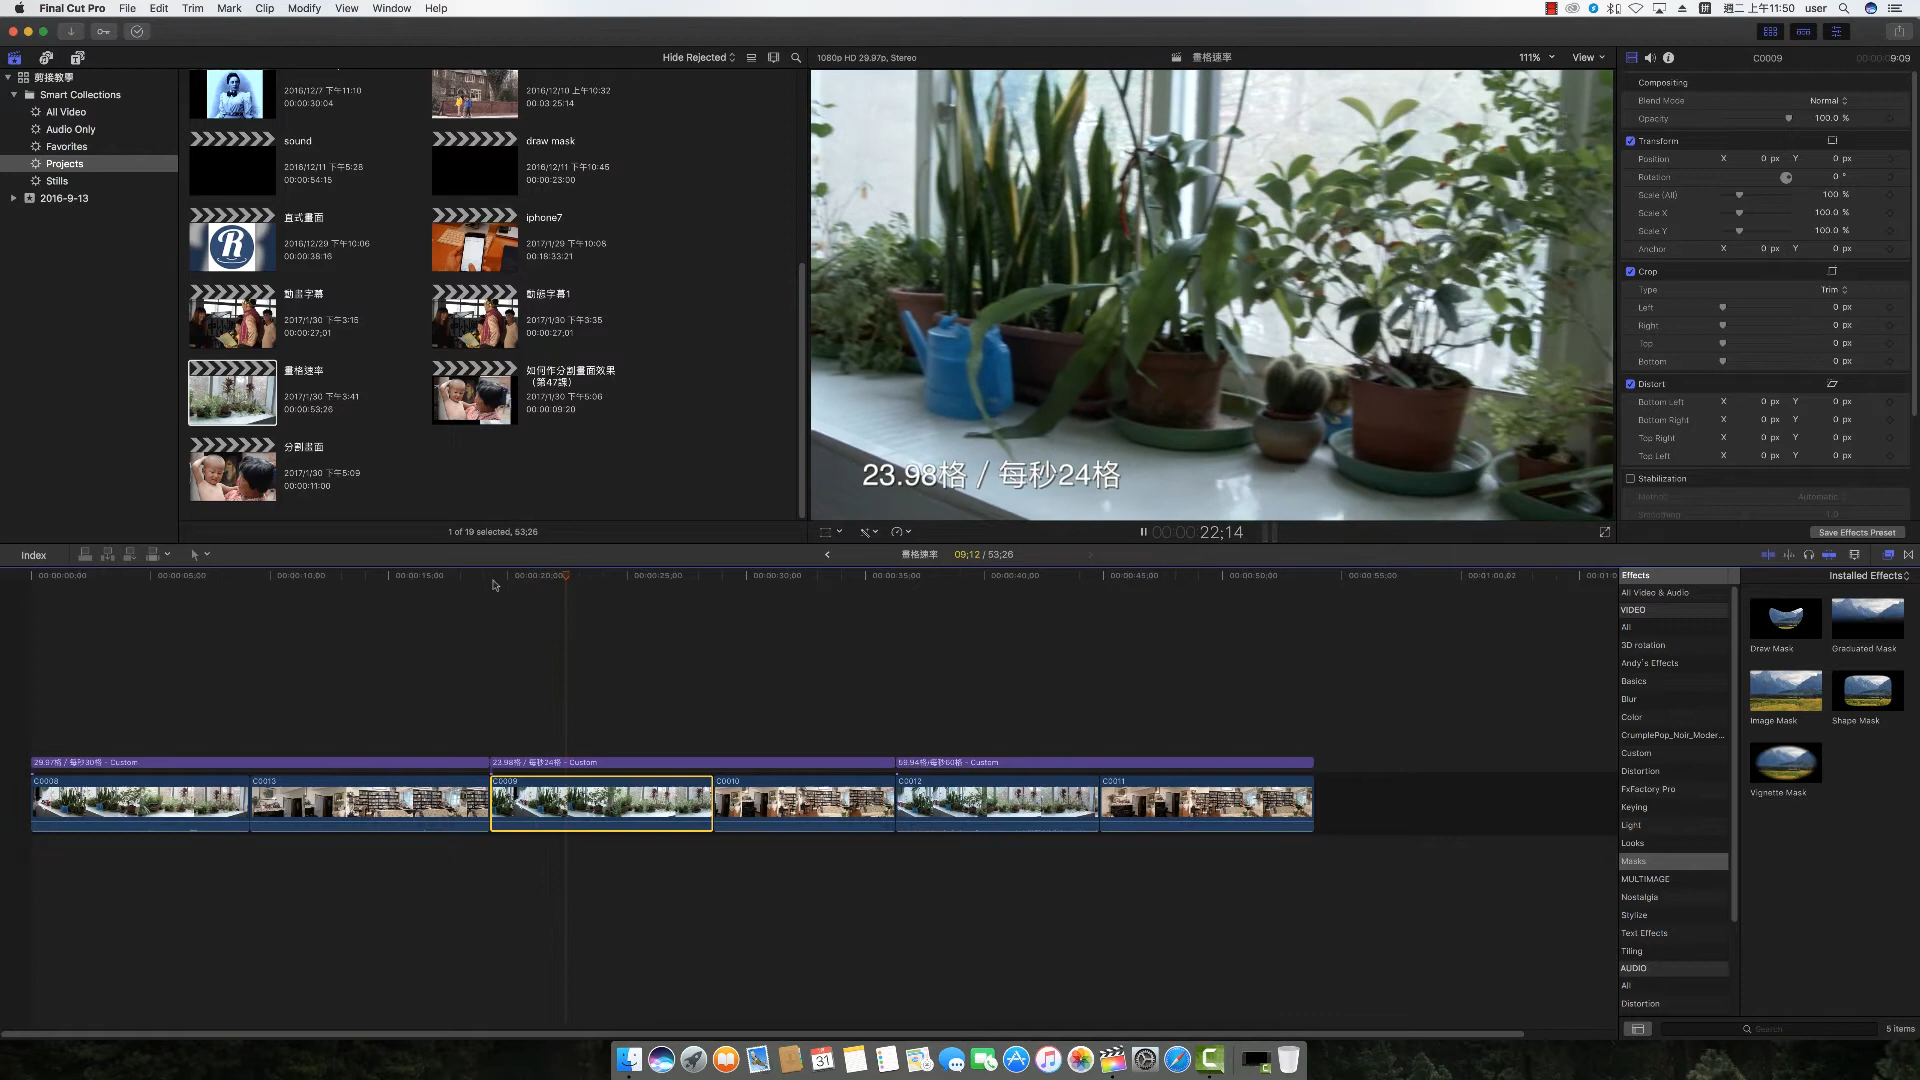 Final Cut Pro File Edit Trim Mark Clip Modify View Window Help
週二 上午11:50 user
Hide Rejected
1080p HD 29.97p, Stereo
畫格速率
111%
View
C0009
00:00:09:09
剪接教學
Smart Collections
All Video
Audio Only
Favorites
Projects
Stills
2016-9-13
2016/12/7 下午11:10
00:00:30:04
2016/12/10 上午10:32
00:03:25:14
sound
2016/12/11 下午5:28
00:00:54:15
draw mask
2016/12/11 下午10:45
00:00:23:00
直式畫面
2016/12/29 下午10:06
00:00:38:16
iphone7
2017/1/29 下午10:08
00:18:33:21
動畫字幕
2017/1/30 下午3:15
00:00:27;01
動態字幕1
2017/1/30 下午3:35
00:00:27;01
畫格速率
2017/1/30 下午3:41
00:00:53:26
如何作分割畫面效果
(第47課)
2017/1/30 下午5:06
00:00:09:20
分割畫面
2017/1/30 下午5:09
00:00:11:00
1 of 19 selected, 53;26
23.98格 / 每秒24格
00:00:22;14
Compositing
Blend Mode Normal
Opacity 100.0 %
Transform
Position X 0 px Y 0 px
Rotation 0 °
Scale (All) 100 %
Scale X 100.0 %
Scale Y 100.0 %
Anchor X 0 px Y 0 px
Crop
Type Trim
Left 0 px
Right 0 px
Top 0 px
Bottom 0 px
Distort
Bottom Left X 0 px Y 0 px
Bottom Right X 0 px Y 0 px
Top Right X 0 px Y 0 px
Top Left X 0 px Y 0 px
Stabilization
Method Automatic
Smoothing 1.0
Save Effects Preset
Index
畫格速率 09;12 / 53;26
00:00:00;00 00:00:05;00 00:00:10;00 00:00:15;00 00:00:20;00 00:00:25;00 00:00:30;00 00:00:35;00 00:00:40;00 00:00:45;00 00:00:50;00 00:00:55;00 00:01:00;02 00:01:0
29.97格 / 每秒30格 - Custom
23.98格 / 每秒24格 - Custom
59.94格/每秒60格 - Custom
C0008 C0013 C0009 C0010 C0012 C0011
Effects
Installed Effects
All Video & Audio
VIDEO
All
3D rotation
Andy's Effects
Basics
Blur
Color
CrumplePop_Noir_Moder...
Custom
Distortion
FxFactory Pro
Keying
Light
Looks
Masks
MULTIMAGE
Nostalgia
Stylize
Text Effects
Tiling
AUDIO
All
Distortion
Draw Mask
Graduated Mask
Image Mask
Shape Mask
Vignette Mask
Search
5 items
31